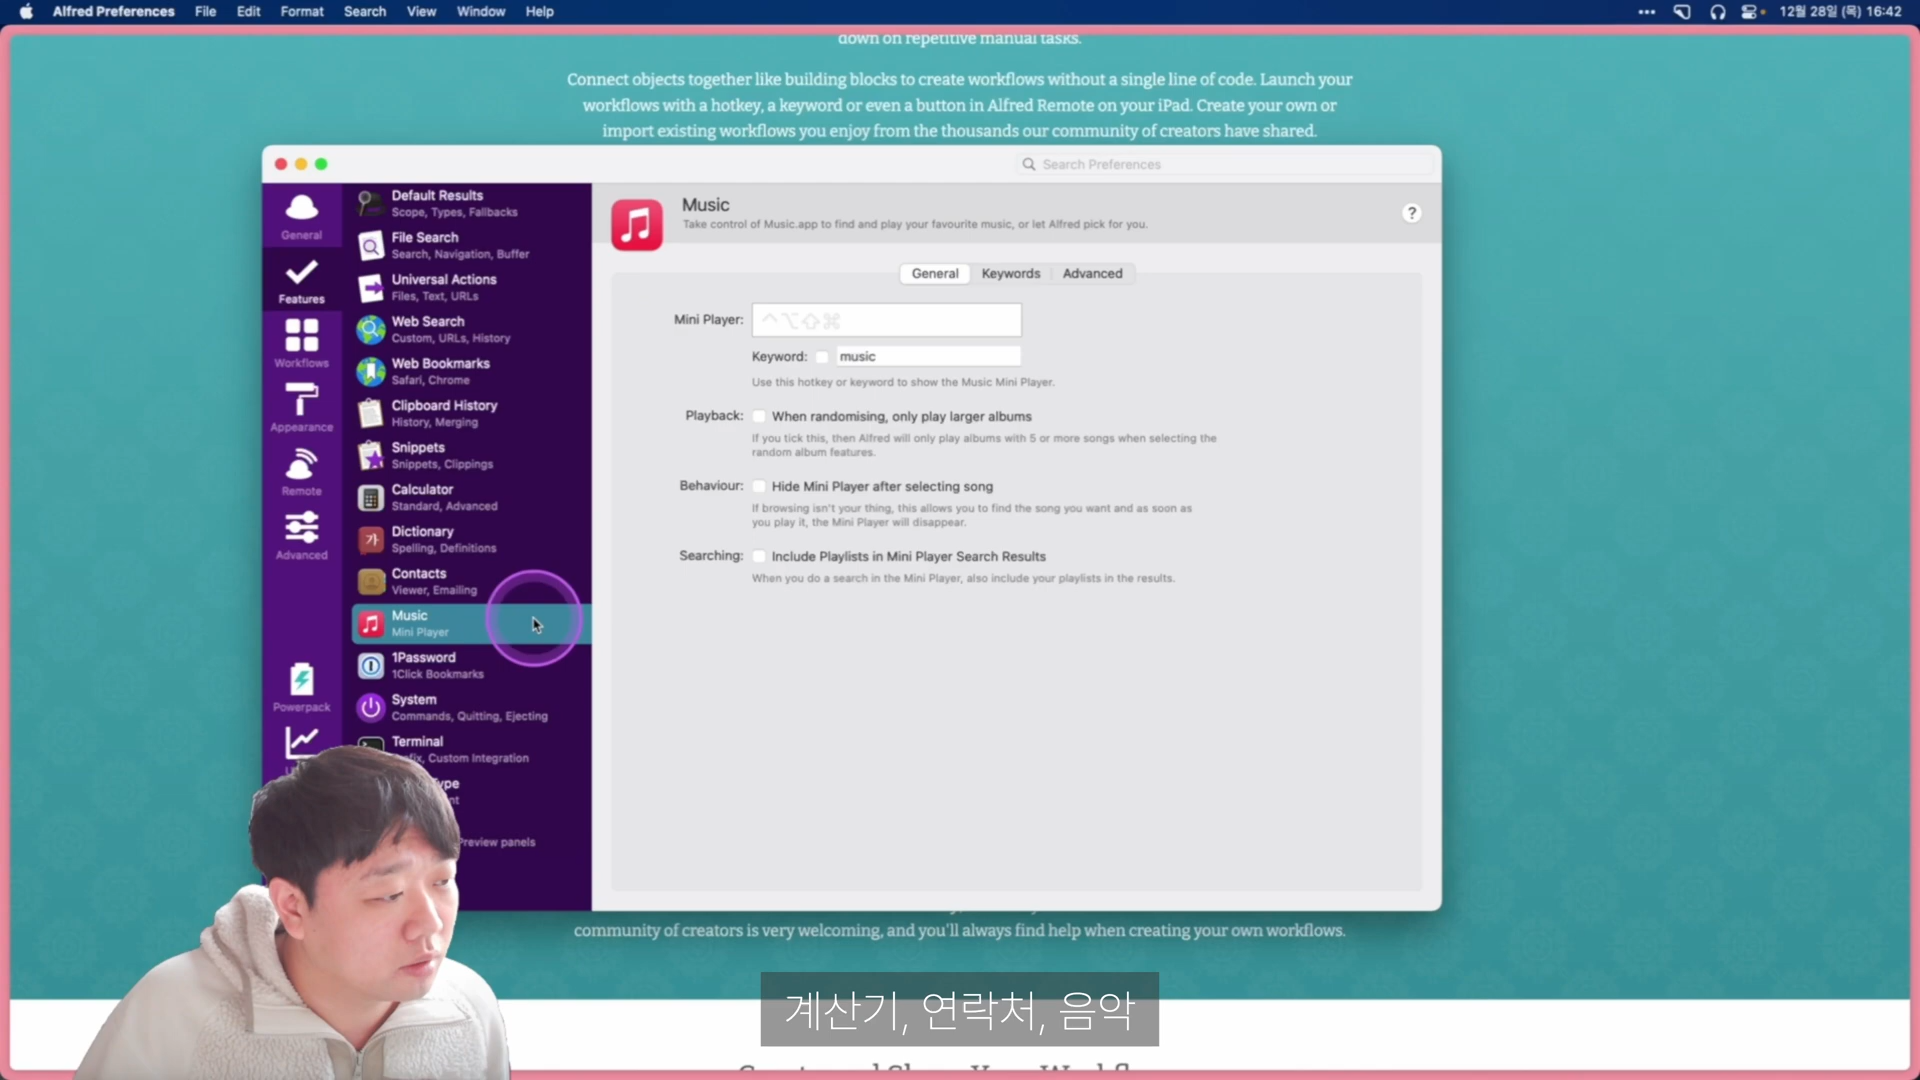 Alfred Preferences File Edit Format Search View Window Help
12월 28일 (목) 16:42
down on repetitive manual tasks.
Connect objects together like building blocks to create workflows without a single line of code. Launch your
workflows with a hotkey, a keyword or even a button in Alfred Remote on your iPad. Create your own or
import existing workflows you enjoy from the thousands our community of creators have shared.
Search Preferences
General
Features
Workflows
Appearance
Remote
Advanced
Powerpack
Default Results
Scope, Types, Fallbacks
File Search
Search, Navigation, Buffer
Universal Actions
Files, Text, URLs
Web Search
Custom, URLs, History
Web Bookmarks
Safari, Chrome
Clipboard History
History, Merging
Snippets
Snippets, Clippings
Calculator
Standard, Advanced
가
Dictionary
Spelling, Definitions
Contacts
Viewer, Emailing
Music
Mini Player
1Password
1Click Bookmarks
System
Commands, Quitting, Ejecting
Terminal
Custom Integration
Preview panels
Music
Take control of Music.app to find and play your favourite music, or let Alfred pick for you.
?
General Keywords Advanced
Mini Player: ^⌥⇧⌘
Keyword: music
Use this hotkey or keyword to show the Music Mini Player.
Playback: When randomising, only play larger albums
If you tick this, then Alfred will only play albums with 5 or more songs when selecting the
random album features.
Behaviour: Hide Mini Player after selecting song
If browsing isn't your thing, this allows you to find the song you want and as soon as
you play it, the Mini Player will disappear.
Searching: Include Playlists in Mini Player Search Results
When you do a search in the Mini Player, also include your playlists in the results.
community of creators is very welcoming, and you'll always find help when creating your own workflows.
계산기, 연락처, 음악